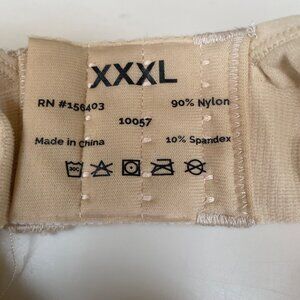 XXXL
RN #156403
90% Nylon
10057
Made in China
10% Spandex